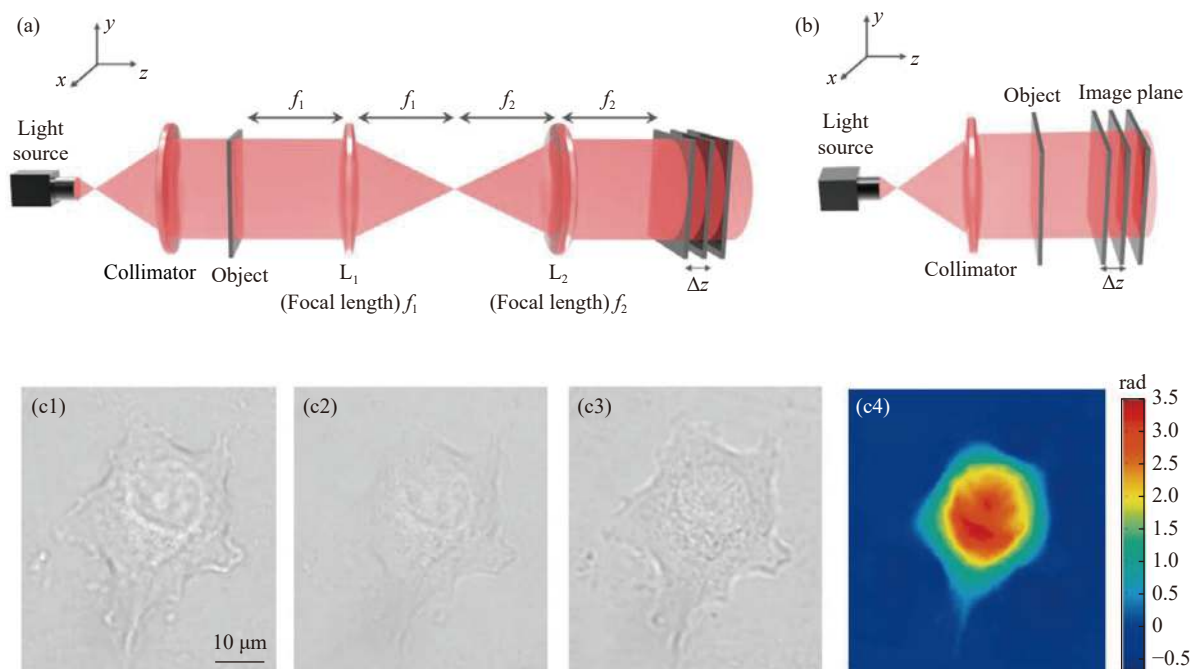 (a)
y
x
z
f₁
f₁
f₂
f₂
Light
source
Collimator
Object
L₁
(Focal length) f₁
L₂
(Focal length) f₂
Δz
(b)
y
x
z
Object
Image plane
Light
source
Collimator
Δz
(c1)
10 μm
(c2)
(c3)
(c4)
rad
3.5
3.0
2.5
2.0
1.5
1.0
0.5
0
−0.5